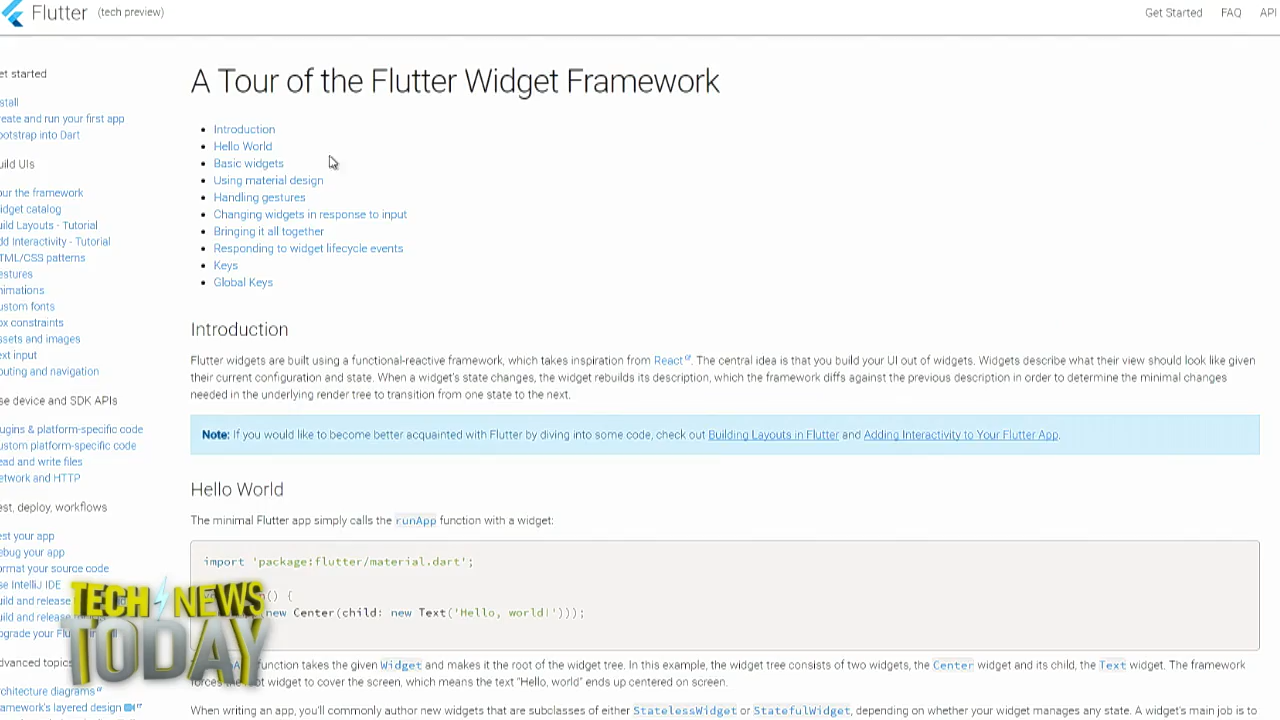 Flutter (tech preview)
Get Started FAQ API
et started
stall
reate and run your first app
ootstrap into Dart
uild UIs
our the framework
idget catalog
uild Layouts - Tutorial
dd Interactivity - Tutorial
TML/CSS patterns
estures
nimations
ustom fonts
ox constraints
ssets and images
ext input
outing and navigation
se device and SDK APIs
lugins & platform-specific code
ustom platform-specific code
ead and write files
etwork and HTTP
est, deploy, workflows
est your app
ebug your app
ormat your source code
se IntelliJ IDE
uild and release
uild and release
pgrade your Flu
dvanced topics
rchitecture diagrams
ramework's layered design
A Tour of the Flutter Widget Framework
Introduction
Hello World
Basic widgets
Using material design
Handling gestures
Changing widgets in response to input
Bringing it all together
Responding to widget lifecycle events
Keys
Global Keys
Introduction
Flutter widgets are built using a functional-reactive framework, which takes inspiration from React. The central idea is that you build your UI out of widgets. Widgets describe what their view should look like given
their current configuration and state. When a widget's state changes, the widget rebuilds its description, which the framework diffs against the previous description in order to determine the minimal changes
needed in the underlying render tree to transition from one state to the next.
Note: If you would like to become better acquainted with Flutter by diving into some code, check out Building Layouts in Flutter and Adding Interactivity to Your Flutter App.
Hello World
The minimal Flutter app simply calls the runApp function with a widget:
import 'package:flutter/material.dart';
() {
new Center(child: new Text('Hello, world!')));
function takes the given Widget and makes it the root of the widget tree. In this example, the widget tree consists of two widgets, the Center widget and its child, the Text widget. The framework
forces the root widget to cover the screen, which means the text "Hello, world" ends up centered on screen.
When writing an app, you'll commonly author new widgets that are subclasses of either StatelessWidget or StatefulWidget, depending on whether your widget manages any state. A widget's main job is to
TECH NEWS
TODAY